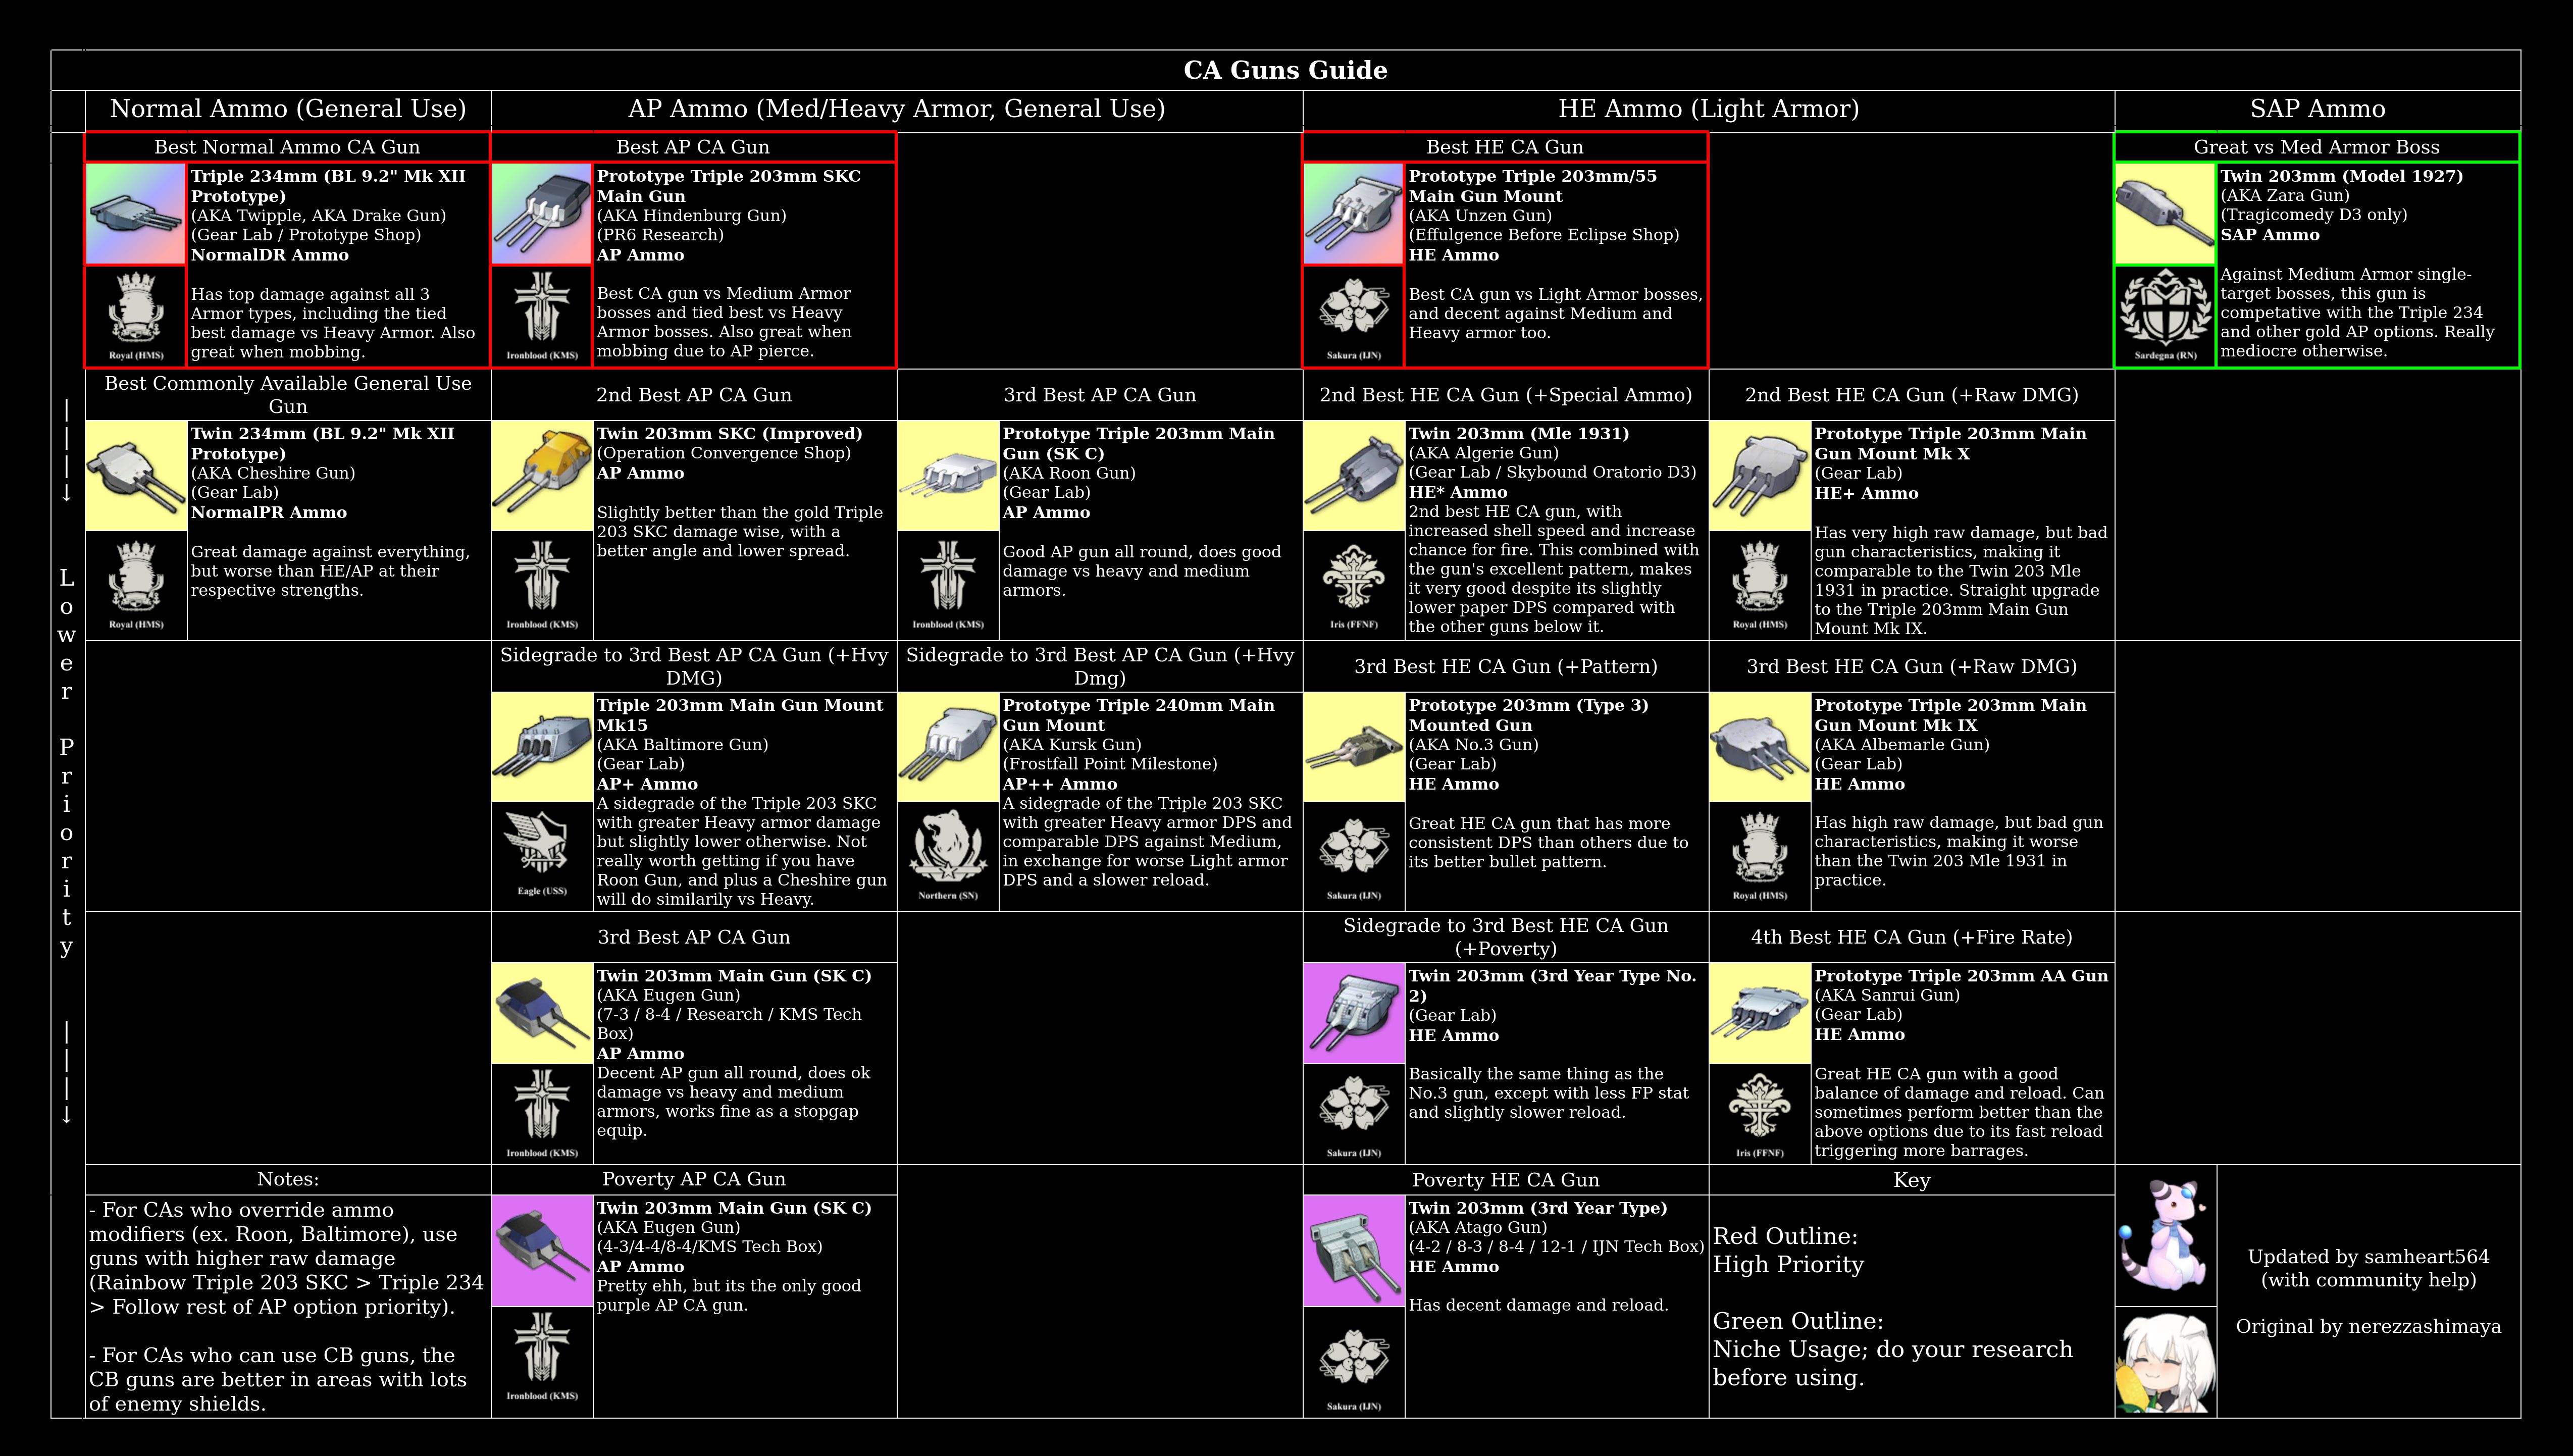 CA Guns Guide
Normal Ammo (General Use)
AP Ammo (Med/Heavy Armor, General Use)
HE Ammo (Light Armor)
SAP Ammo
Best Normal Ammo CA Gun
Triple 234mm (BL 9.2" Mk XII
Prototype)
(AKA Twipple, AKA Drake Gun)
(Gear Lab / Prototype Shop)
NormalDR Ammo
Has top damage against all 3
Armor types, including the tied
best damage vs Heavy Armor. Also
great when mobbing.
Royal (HMS)
Best AP CA Gun
Prototype Triple 203mm SKC
Main Gun
(AKA Hindenburg Gun)
(PR6 Research)
AP Ammo
Best CA gun vs Medium Armor
bosses and tied best vs Heavy
Armor bosses. Also great when
mobbing due to AP pierce.
Ironblood (KMS)
Best HE CA Gun
Prototype Triple 203mm/55
Main Gun Mount
(AKA Unzen Gun)
(Effulgence Before Eclipse Shop)
HE Ammo
Best CA gun vs Light Armor bosses,
and decent against Medium and
Heavy armor too.
Sakura (IJN)
Great vs Med Armor Boss
Twin 203mm (Model 1927)
(AKA Zara Gun)
(Tragicomedy D3 only)
SAP Ammo
Against Medium Armor single-
target bosses, this gun is
competative with the Triple 234
and other gold AP options. Really
mediocre otherwise.
Sardegna (RN)
| | | | ↓
Lower Priority
| | | | ↓
Best Commonly Available General Use
Gun
Twin 234mm (BL 9.2" Mk XII
Prototype)
(AKA Cheshire Gun)
(Gear Lab)
NormalPR Ammo
Great damage against everything,
but worse than HE/AP at their
respective strengths.
Royal (HMS)
2nd Best AP CA Gun
Twin 203mm SKC (Improved)
(Operation Convergence Shop)
AP Ammo
Slightly better than the gold Triple
203 SKC damage wise, with a
better angle and lower spread.
Ironblood (KMS)
3rd Best AP CA Gun
Prototype Triple 203mm Main
Gun (SK C)
(AKA Roon Gun)
(Gear Lab)
AP Ammo
Good AP gun all round, does good
damage vs heavy and medium
armors.
Ironblood (KMS)
2nd Best HE CA Gun (+Special Ammo)
Twin 203mm (Mle 1931)
(AKA Algerie Gun)
(Gear Lab / Skybound Oratorio D3)
HE* Ammo
2nd best HE CA gun, with
increased shell speed and increase
chance for fire. This combined with
the gun's excellent pattern, makes
it very good despite its slightly
lower paper DPS compared with
the other guns below it.
Iris (FFNF)
2nd Best HE CA Gun (+Raw DMG)
Prototype Triple 203mm Main
Gun Mount Mk X
(Gear Lab)
HE+ Ammo
Has very high raw damage, but bad
gun characteristics, making it
comparable to the Twin 203 Mle
1931 in practice. Straight upgrade
to the Triple 203mm Main Gun
Mount Mk IX.
Royal (HMS)
Sidegrade to 3rd Best AP CA Gun (+Hvy
DMG)
Triple 203mm Main Gun Mount
Mk15
(AKA Baltimore Gun)
(Gear Lab)
AP+ Ammo
A sidegrade of the Triple 203 SKC
with greater Heavy armor damage
but slightly lower otherwise. Not
really worth getting if you have
Roon Gun, and plus a Cheshire gun
will do similarily vs Heavy.
Eagle (USS)
Sidegrade to 3rd Best AP CA Gun (+Hvy
Dmg)
Prototype Triple 240mm Main
Gun Mount
(AKA Kursk Gun)
(Frostfall Point Milestone)
AP++ Ammo
A sidegrade of the Triple 203 SKC
with greater Heavy armor DPS and
comparable DPS against Medium,
in exchange for worse Light armor
DPS and a slower reload.
Northern (SN)
3rd Best HE CA Gun (+Pattern)
Prototype 203mm (Type 3)
Mounted Gun
(AKA No.3 Gun)
(Gear Lab)
HE Ammo
Great HE CA gun that has more
consistent DPS than others due to
its better bullet pattern.
Sakura (IJN)
3rd Best HE CA Gun (+Raw DMG)
Prototype Triple 203mm Main
Gun Mount Mk IX
(AKA Albemarle Gun)
(Gear Lab)
HE Ammo
Has high raw damage, but bad gun
characteristics, making it worse
than the Twin 203 Mle 1931 in
practice.
Royal (HMS)
3rd Best AP CA Gun
Twin 203mm Main Gun (SK C)
(AKA Eugen Gun)
(7-3 / 8-4 / Research / KMS Tech
Box)
AP Ammo
Decent AP gun all round, does ok
damage vs heavy and medium
armors, works fine as a stopgap
equip.
Ironblood (KMS)
Sidegrade to 3rd Best HE CA Gun
(+Poverty)
Twin 203mm (3rd Year Type No.
2)
(Gear Lab)
HE Ammo
Basically the same thing as the
No.3 gun, except with less FP stat
and slightly slower reload.
Sakura (IJN)
4th Best HE CA Gun (+Fire Rate)
Prototype Triple 203mm AA Gun
(AKA Sanrui Gun)
(Gear Lab)
HE Ammo
Great HE CA gun with a good
balance of damage and reload. Can
sometimes perform better than the
above options due to its fast reload
triggering more barrages.
Iris (FFNF)
Notes:
- For CAs who override ammo
modifiers (ex. Roon, Baltimore), use
guns with higher raw damage
(Rainbow Triple 203 SKC > Triple 234
> Follow rest of AP option priority).
- For CAs who can use CB guns, the
CB guns are better in areas with lots
of enemy shields.
Poverty AP CA Gun
Twin 203mm Main Gun (SK C)
(AKA Eugen Gun)
(4-3/4-4/8-4/KMS Tech Box)
AP Ammo
Pretty ehh, but its the only good
purple AP CA gun.
Ironblood (KMS)
Poverty HE CA Gun
Twin 203mm (3rd Year Type)
(AKA Atago Gun)
(4-2 / 8-3 / 8-4 / 12-1 / IJN Tech Box)
HE Ammo
Has decent damage and reload.
Sakura (IJN)
Key
Red Outline:
High Priority
Green Outline:
Niche Usage; do your research
before using.
Updated by samheart564
(with community help)
Original by nerezzashimaya